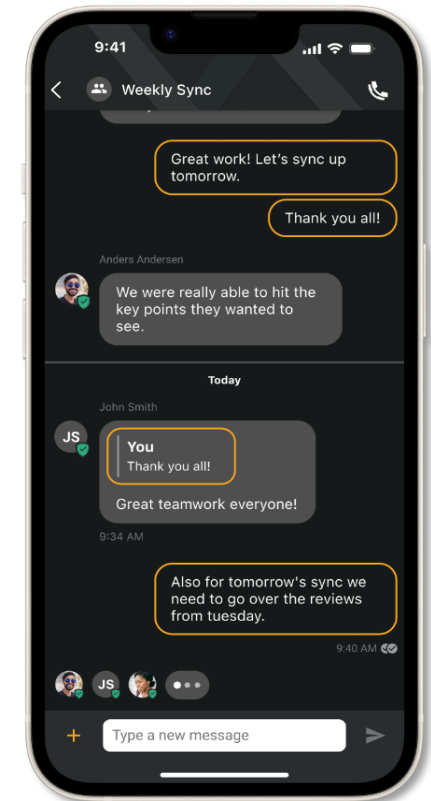 9:41
Weekly Sync
Great work! Let's sync up
tomorrow.
Thank you all!
Anders Andersen
We were really able to hit the
key points they wanted to
see.
Today
John Smith
JS
You
Thank you all!
Great teamwork everyone!
9:34 AM
Also for tomorrow's sync we
need to go over the reviews
from tuesday.
9:40 AM
JS
Type a new message